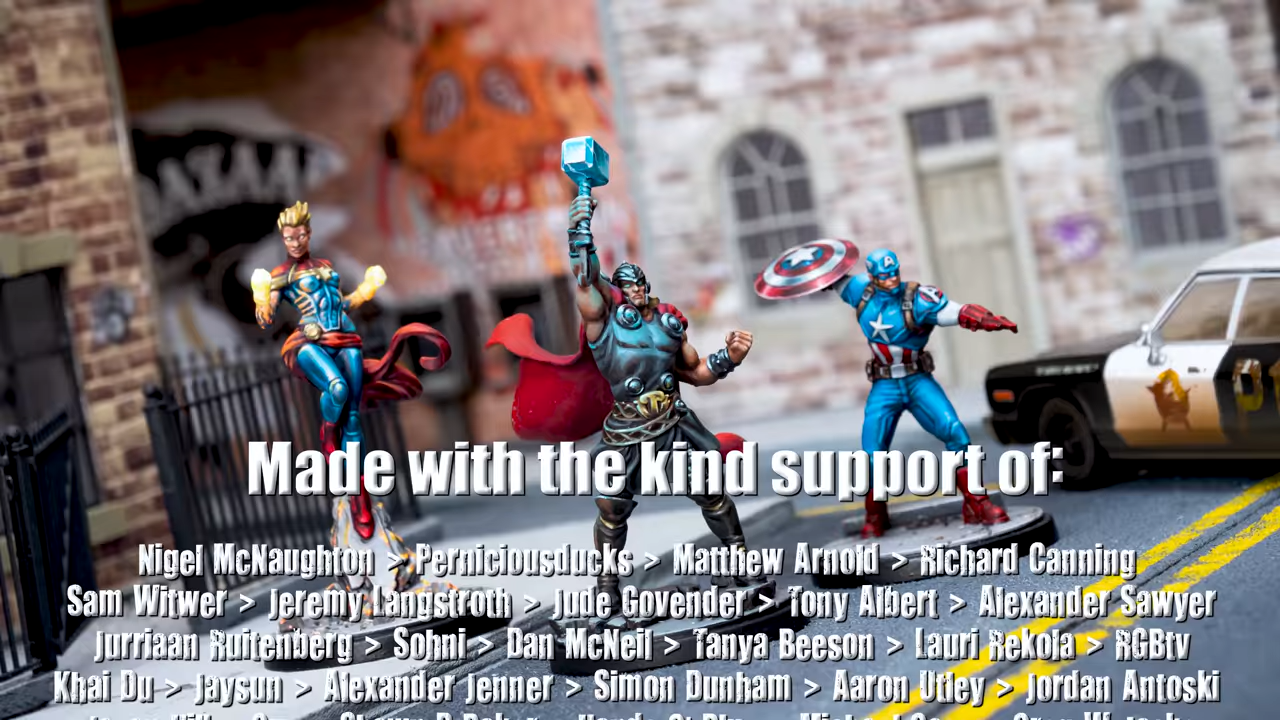 BAZAAR
A
Made with the kind support of:
Nigel McNaughton > Perniciousducks > Matthew Arnold > Richard Canning
Sam Witwer > Jeremy Langstroth > Jude Govender > Tony Albert > Alexander Sawyer
Jurriaan Ruitenberg > Sohni > Dan McNeil > Tanya Beeson > Lauri Rekola > RGBtv
Khai Du > Jaysun > Alexander Jenner > Simon Dunham > Aaron Utley > Jordan Antoski